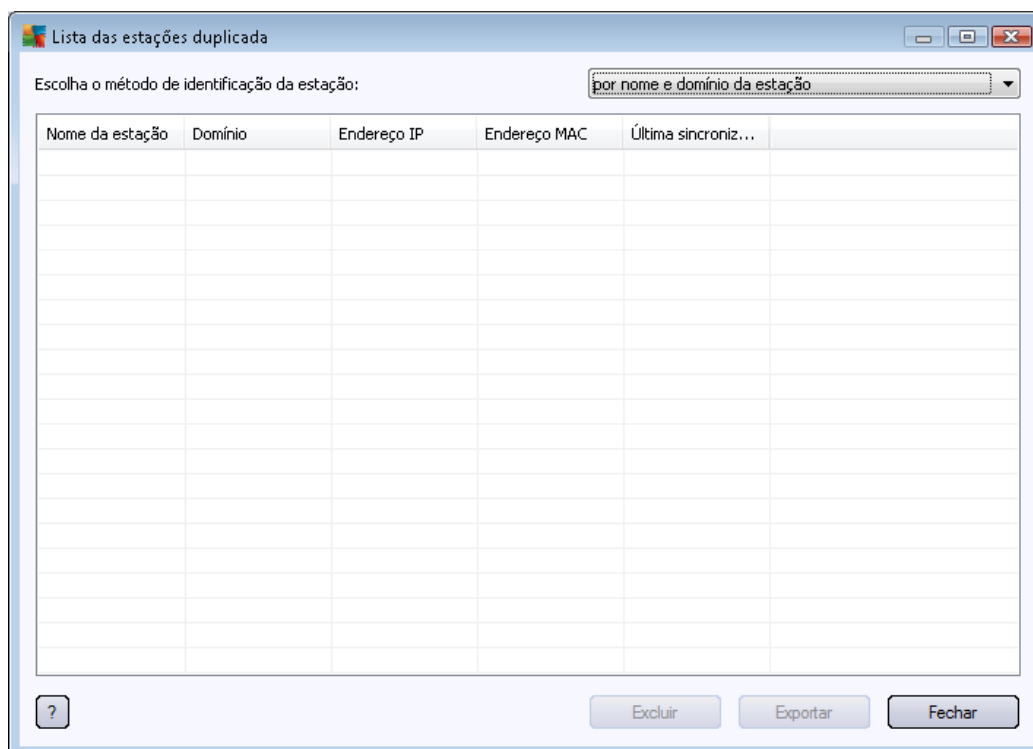 Lista das estações duplicada
Escolha o método de identificação da estação: por nome e domínio da estação
Nome da estação Domínio Endereço IP Endereço MAC Última sincroniz...
? Excluir Exportar Fechar